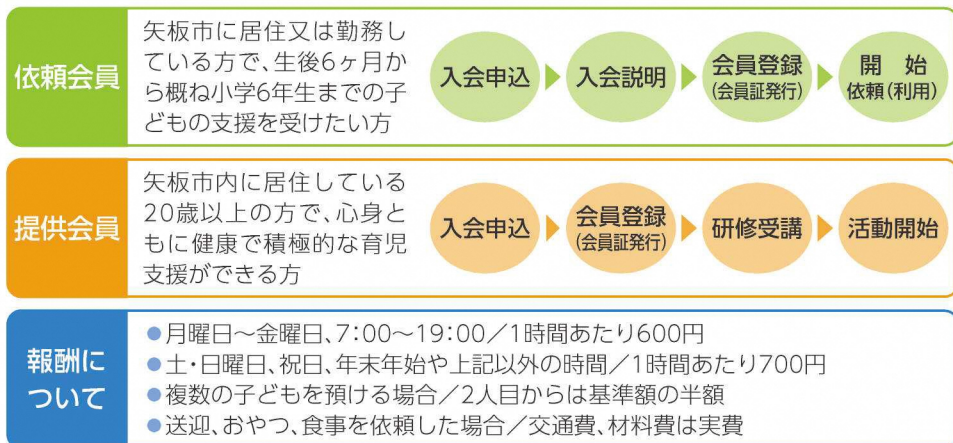 依頼会員
矢板市に居住又は勤務
している方で、生後6ヶ月か
ら概ね小学6年生までの子
どもの支援を受けたい方
入会申込
入会説明
会員登録
(会員証発行)
開 始
依頼(利用)
提供会員
矢板市内に居住している
20歳以上の方で、心身と
もに健康で積極的な育児
支援ができる方
入会申込
会員登録
(会員証発行)
研修受講
活動開始
報酬に
ついて
●月曜日～金曜日、7:00～19:00／1時間あたり600円
●土・日曜日、祝日、年末年始や上記以外の時間／1時間あたり700円
●複数の子どもを預ける場合／2人目からは基準額の半額
●送迎、おやつ、食事を依頼した場合／交通費、材料費は実費